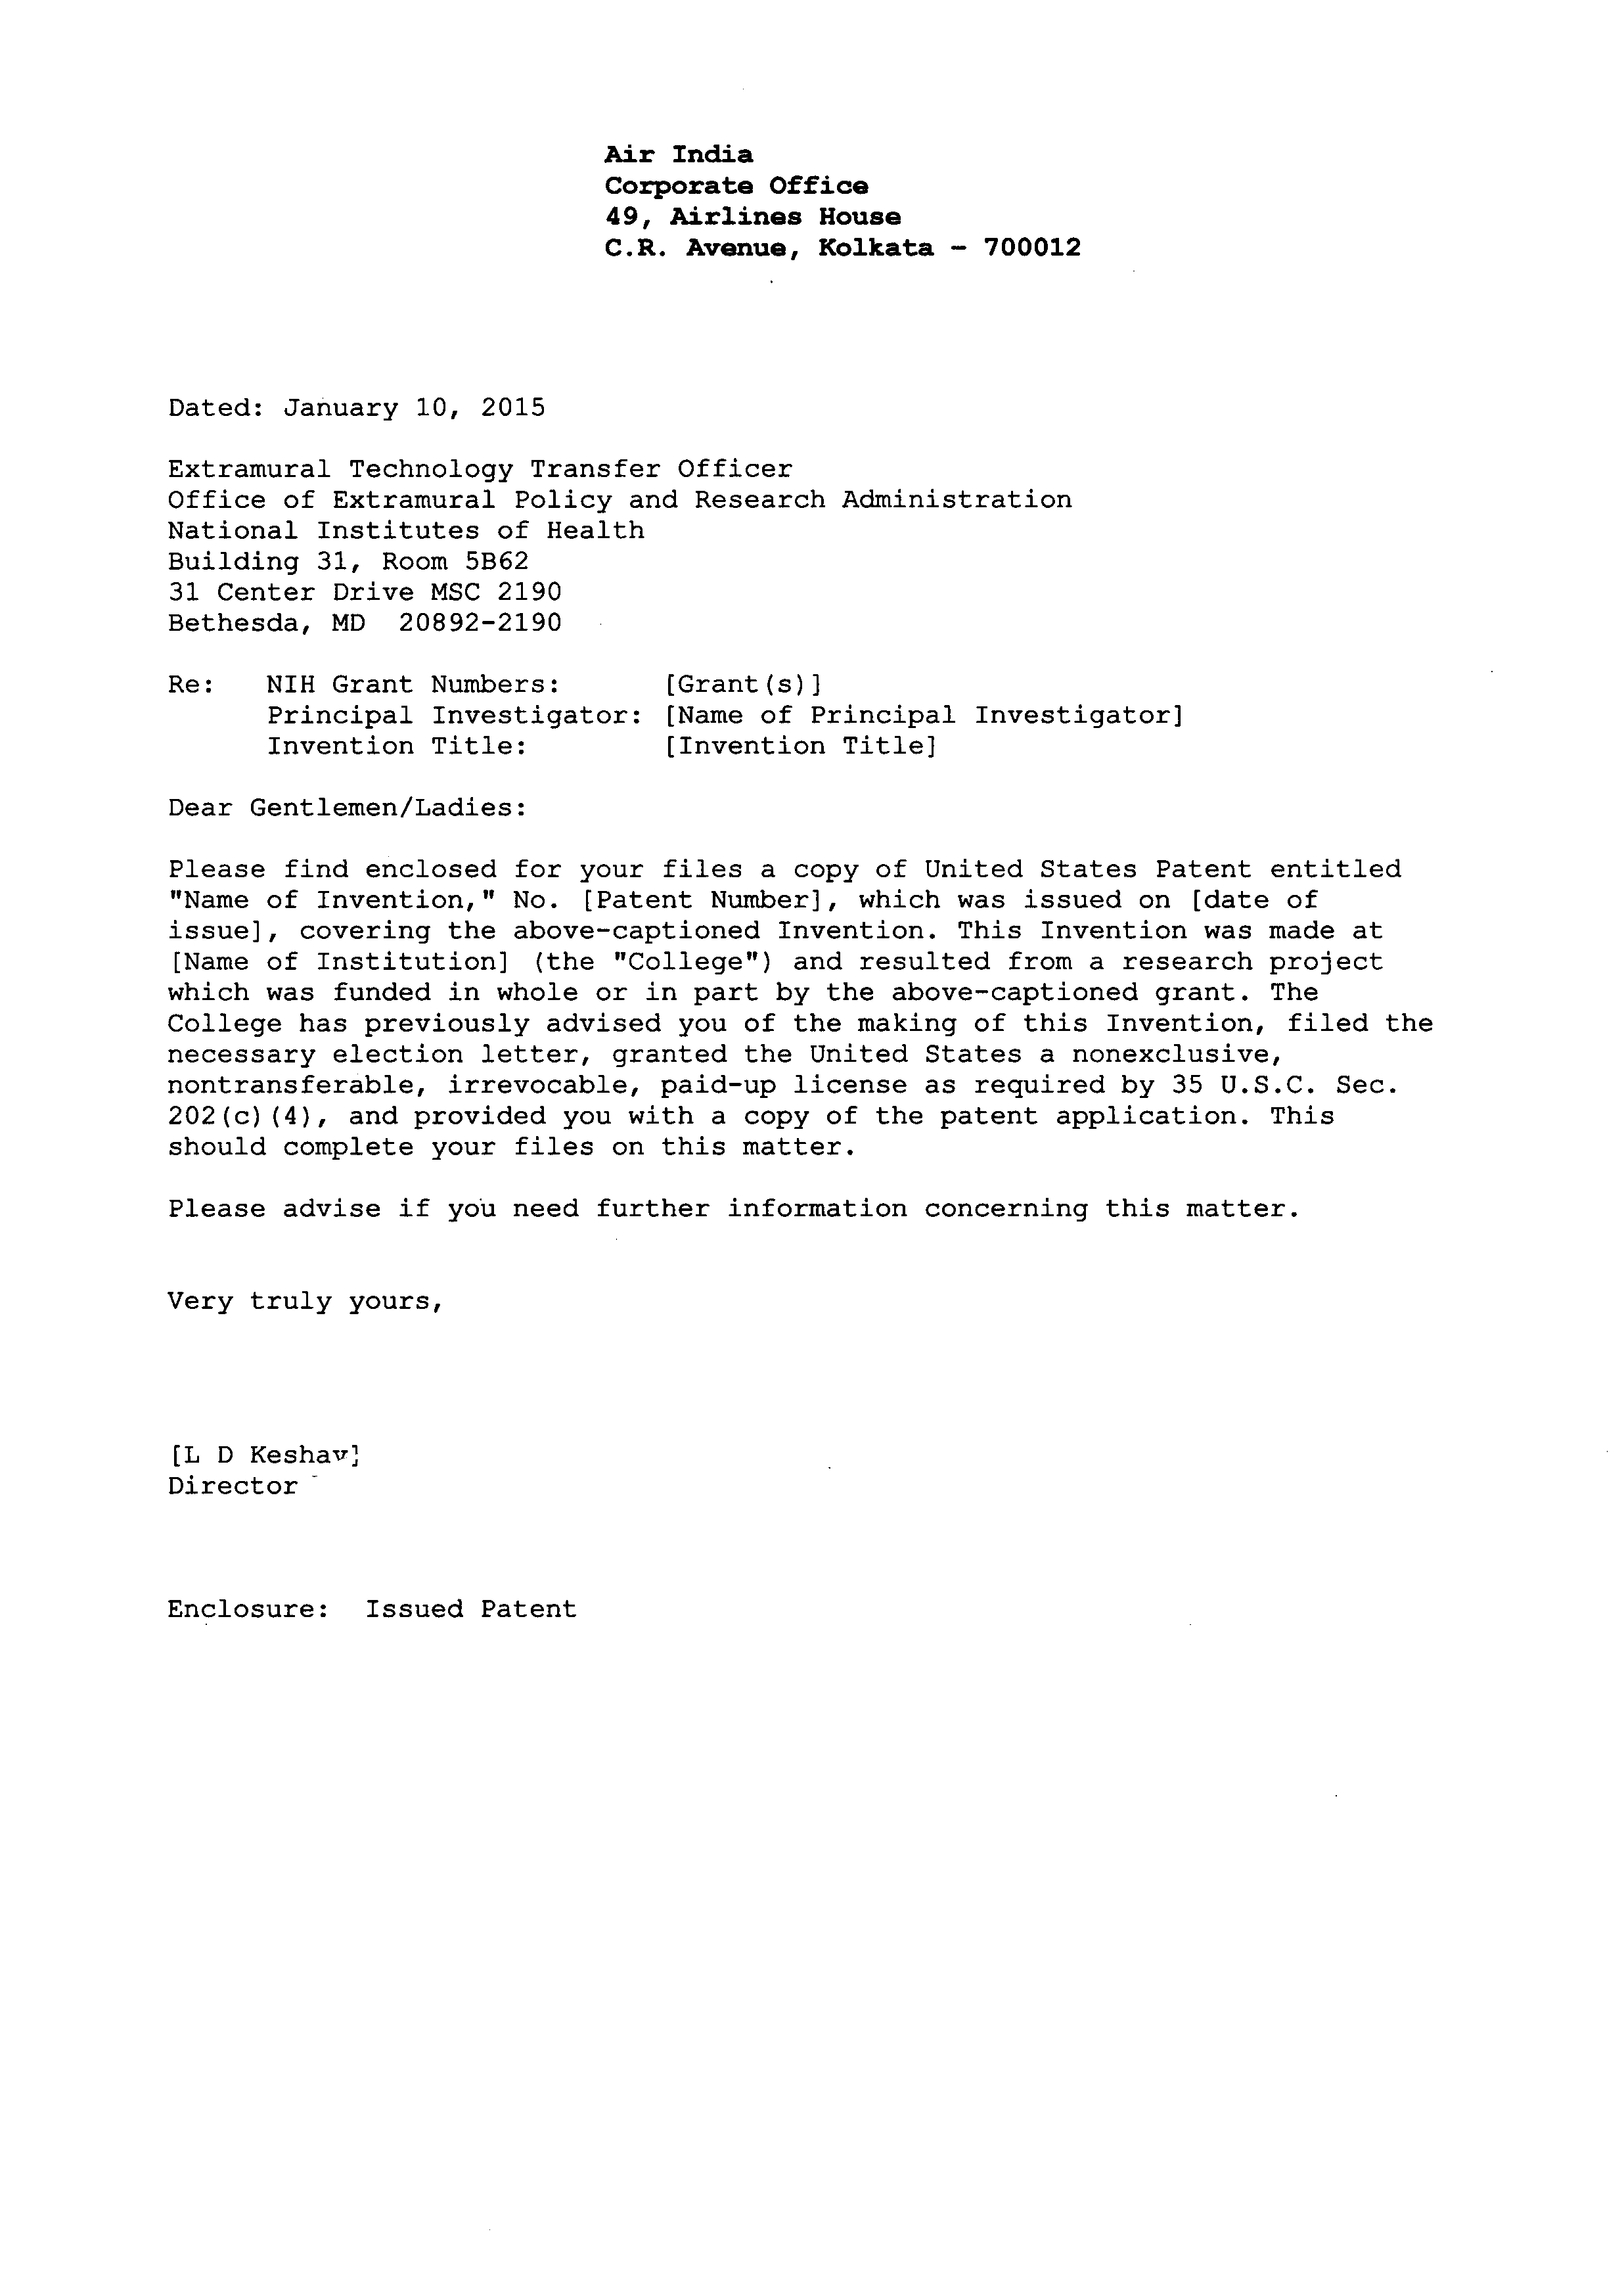 Air India
Corporate Office
49, Airlines House
C.R. Avenue, Kolkata - 700012
Dated: January 10, 2015
Extramural Technology Transfer Officer
Office of Extramural Policy and Research Administration
National Institutes of Health
Building 31, Room 5B62
31 Center Drive MSC 2190
Bethesda, MD  20892-2190
Re:   NIH Grant Numbers:      [Grant(s)]
Principal Investigator: [Name of Principal Investigator]
Invention Title:        [Invention Title]
Dear Gentlemen/Ladies:
Please find enclosed for your files a copy of United States Patent entitled
"Name of Invention," No. [Patent Number], which was issued on [date of
issue], covering the above-captioned Invention. This Invention was made at
[Name of Institution] (the "College") and resulted from a research project
which was funded in whole or in part by the above-captioned grant. The
College has previously advised you of the making of this Invention, filed the
necessary election letter, granted the United States a nonexclusive,
nontransferable, irrevocable, paid-up license as required by 35 U.S.C. Sec.
202(c)(4), and provided you with a copy of the patent application. This
should complete your files on this matter.
Please advise if you need further information concerning this matter.
Very truly yours,
[L D Keshav]
Director
Enclosure:  Issued Patent